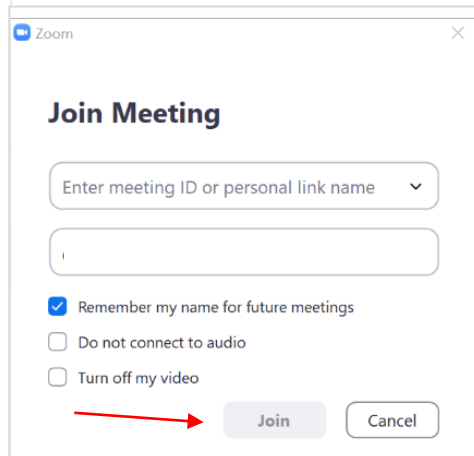 Zoom
Join Meeting
Enter meeting ID or personal link name
Remember my name for future meetings
Do not connect to audio
Turn off my video
Join Cancel